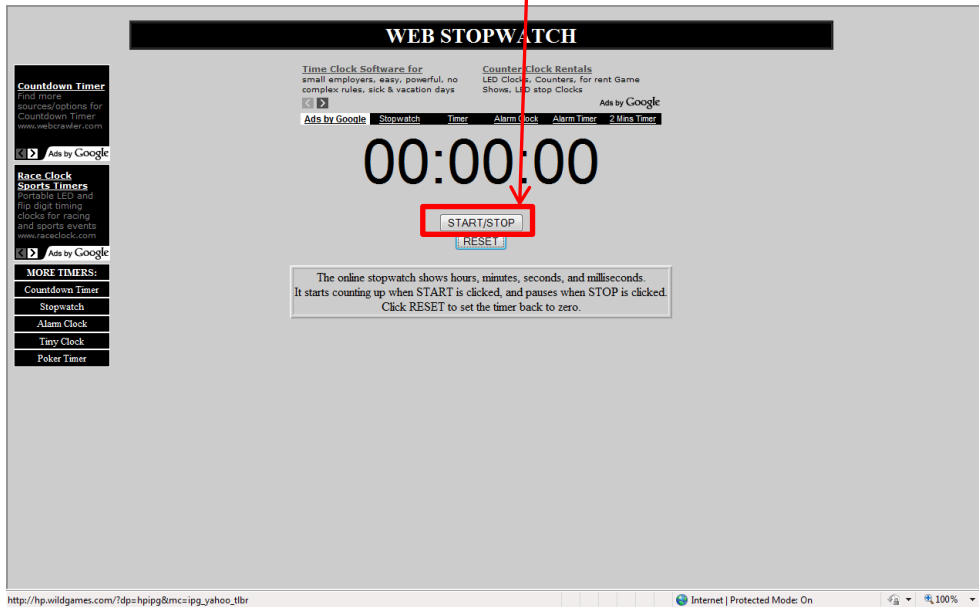 WEB STOPWATCH
Countdown Timer
Find more
sources/options for
Countdown Timer
www.webcrawler.com
Ads by Google
Race Clock
Sports Timers
Portable LED and
flip digit timing
clocks for racing
and sports events
www.raceclock.com
Ads by Google
MORE TIMERS:
Countdown Timer
Stopwatch
Alarm Clock
Tiny Clock
Poker Timer
Time Clock Software for
small employers, easy, powerful, no
complex rules, sick & vacation days
Counter Clock Rentals
LED Clocks, Counters, for rent Game
Shows, LED stop Clocks
Ads by Google
Ads by Google Stopwatch Timer Alarm Clock Alarm Timer 2 Mins Timer
00:00:00
START/STOP
RESET
The online stopwatch shows hours, minutes, seconds, and milliseconds.
It starts counting up when START is clicked, and pauses when STOP is clicked.
Click RESET to set the timer back to zero.
http://hp.wildgames.com/?dp=hpipg&mc=ipg_yahoo_tlbr
Internet | Protected Mode: On
100%